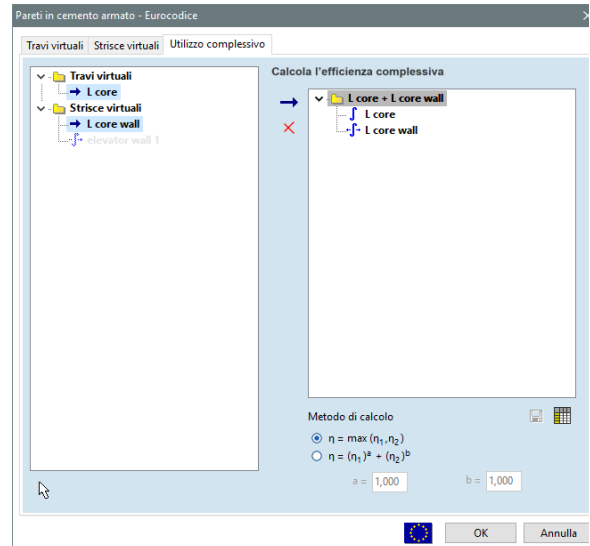 Pareti in cemento armato - Eurocodice
Travi virtuali Strisce virtuali Utilizzo complessivo
Travi virtuali
L core
Strisce virtuali
L core wall
elevator wall 1
Calcola l'efficienza complessiva
L core + L core wall
L core
L core wall
Metodo di calcolo
η = max (η₁,η₂)
η = (η₁)ᵃ + (η₂)ᵇ
a = 1,000 b = 1,000
OK Annulla